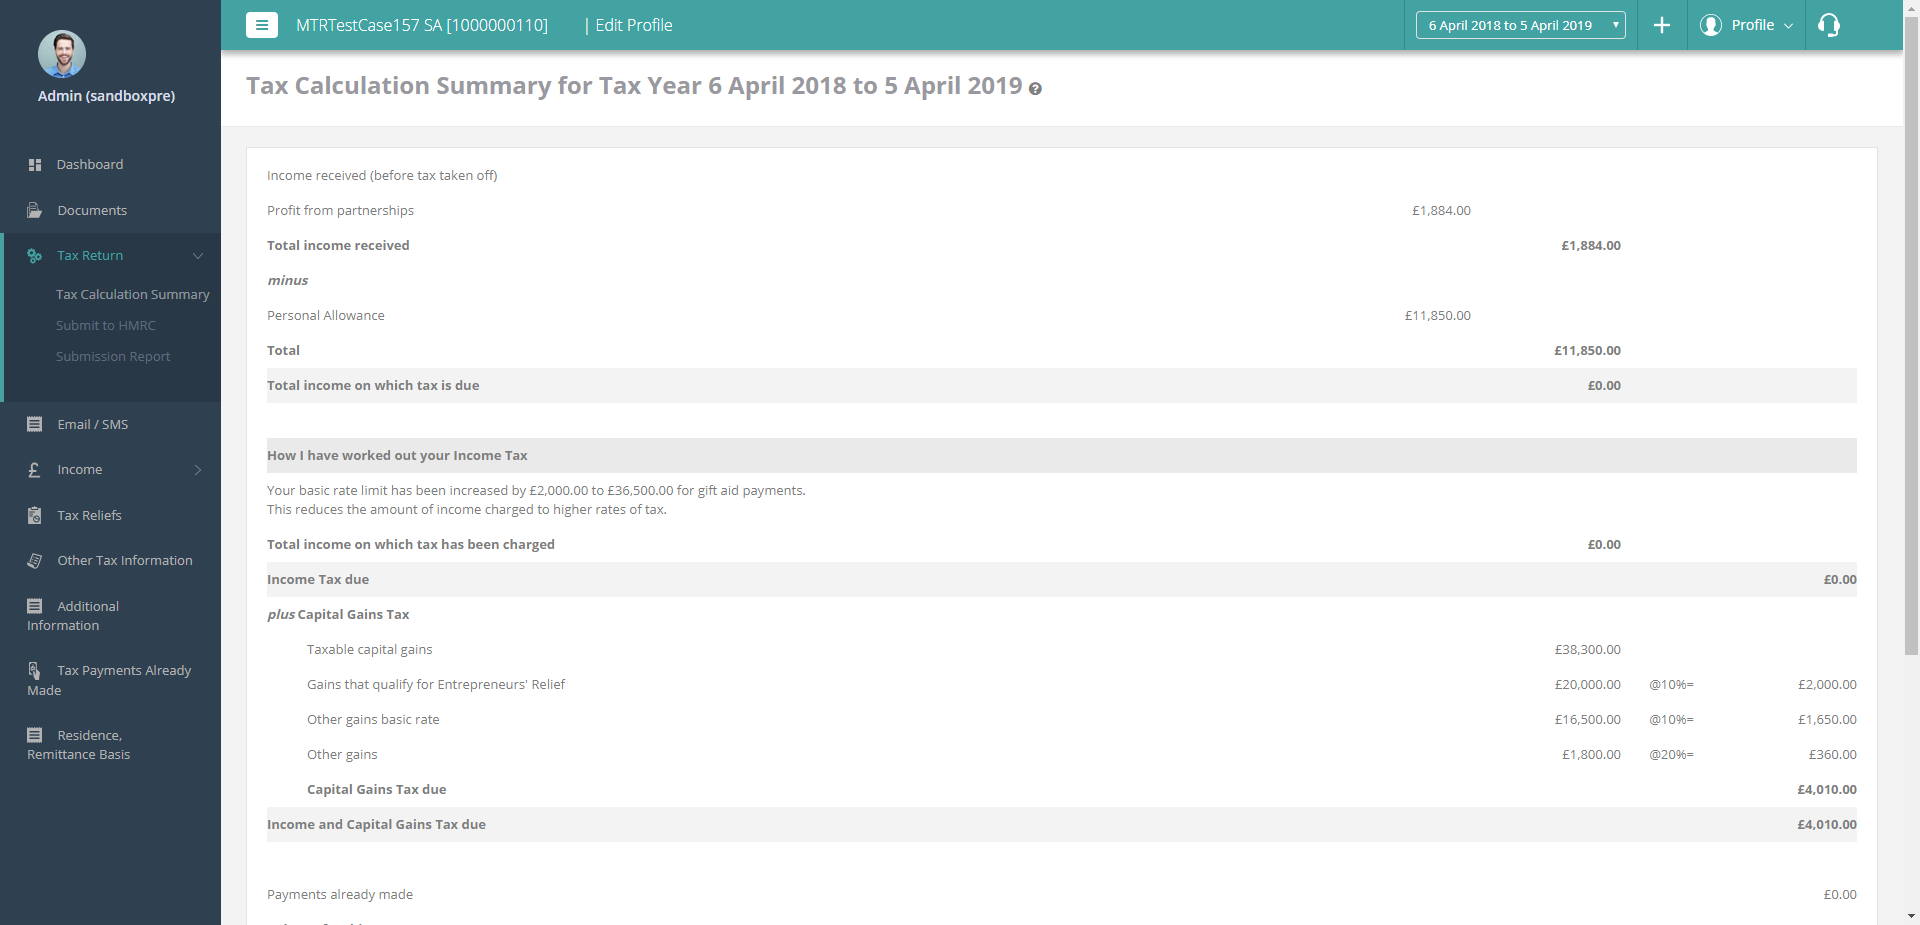 MTRTestCase157 SA [1000000110]
| Edit Profile
6 April 2018 to 5 April 2019
Profile
Admin (sandboxpre)
Dashboard
Documents
Tax Return
Tax Calculation Summary
Submit to HMRC
Submission Report
Email / SMS
Income
Tax Reliefs
Other Tax Information
Additional
Information
Tax Payments Already
Made
Residence,
Remittance Basis
Tax Calculation Summary for Tax Year 6 April 2018 to 5 April 2019
Income received (before tax taken off)
Profit from partnerships £1,884.00
Total income received £1,884.00
minus
Personal Allowance £11,850.00
Total £11,850.00
Total income on which tax is due £0.00
How I have worked out your Income Tax
Your basic rate limit has been increased by £2,000.00 to £36,500.00 for gift aid payments.
This reduces the amount of income charged to higher rates of tax.
Total income on which tax has been charged £0.00
Income Tax due £0.00
plus Capital Gains Tax
Taxable capital gains £38,300.00
Gains that qualify for Entrepreneurs' Relief £20,000.00 @10%= £2,000.00
Other gains basic rate £16,500.00 @10%= £1,650.00
Other gains £1,800.00 @20%= £360.00
Capital Gains Tax due £4,010.00
Income and Capital Gains Tax due £4,010.00
Payments already made £0.00